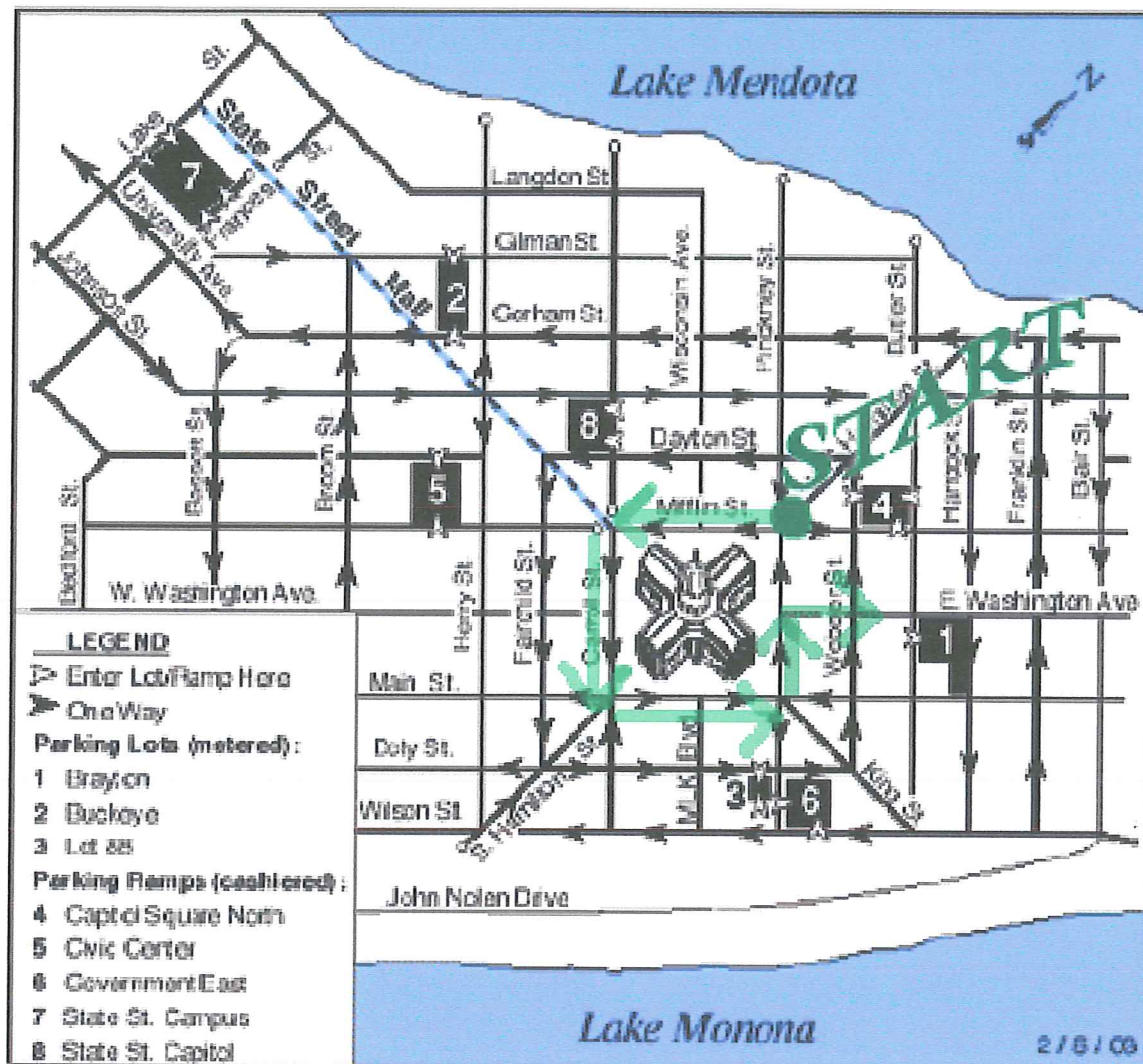 Lake Mendota
N
St.
Lake
State
Street
Mall
St.
Frances
7
University Ave.
Johnson St.
Langdon St.
Gilman St.
2
Gorham St.
Wisconsin Ave.
Pinckney St.
Butler St.
START
8
Dayton St.
5
Mifflin St.
4
Bedford St.
Bassett St.
Broom St.
Hancock St.
Franklin St.
Blair St.
W. Washington Ave.
Henry St.
Fairchild St.
Carroll St.
Webster St.
E Washington Ave
1
Main St.
Doty St.
MLK Blvd
King St
3
6
Wilson St
S. Hamilton St.
John Nolen Drive
LEGEND
Enter Lot/Ramp Here
One Way
Parking Lots (metered) :
1 Brayton
2 Buckeye
3 Lot 88
Parking Ramps (cashiered) :
4 Capitol Square North
5 Civic Center
6 Government East
7 State St. Campus
8 State St. Capitol
Lake Monona